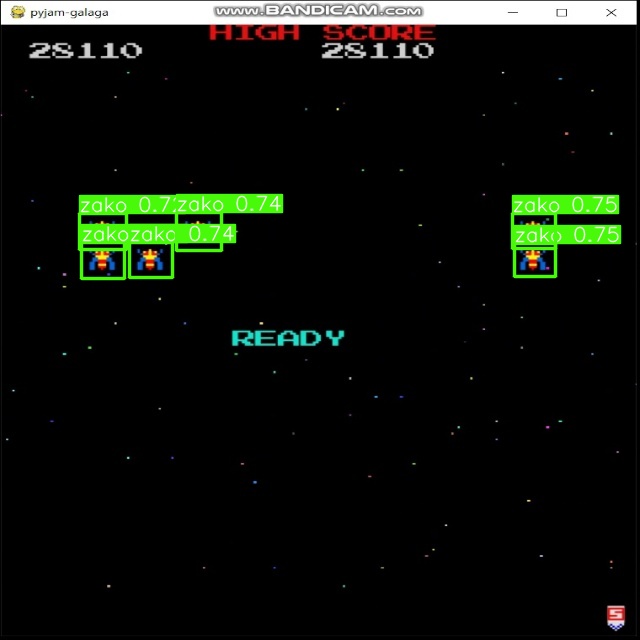 pyjam-galaga
www.BANDICAM.com
HIGH SCORE
28110 28110
zako 0.7 zako 0.74 zako 0.75
zako zako 0.74 zako 0.75
READY
5